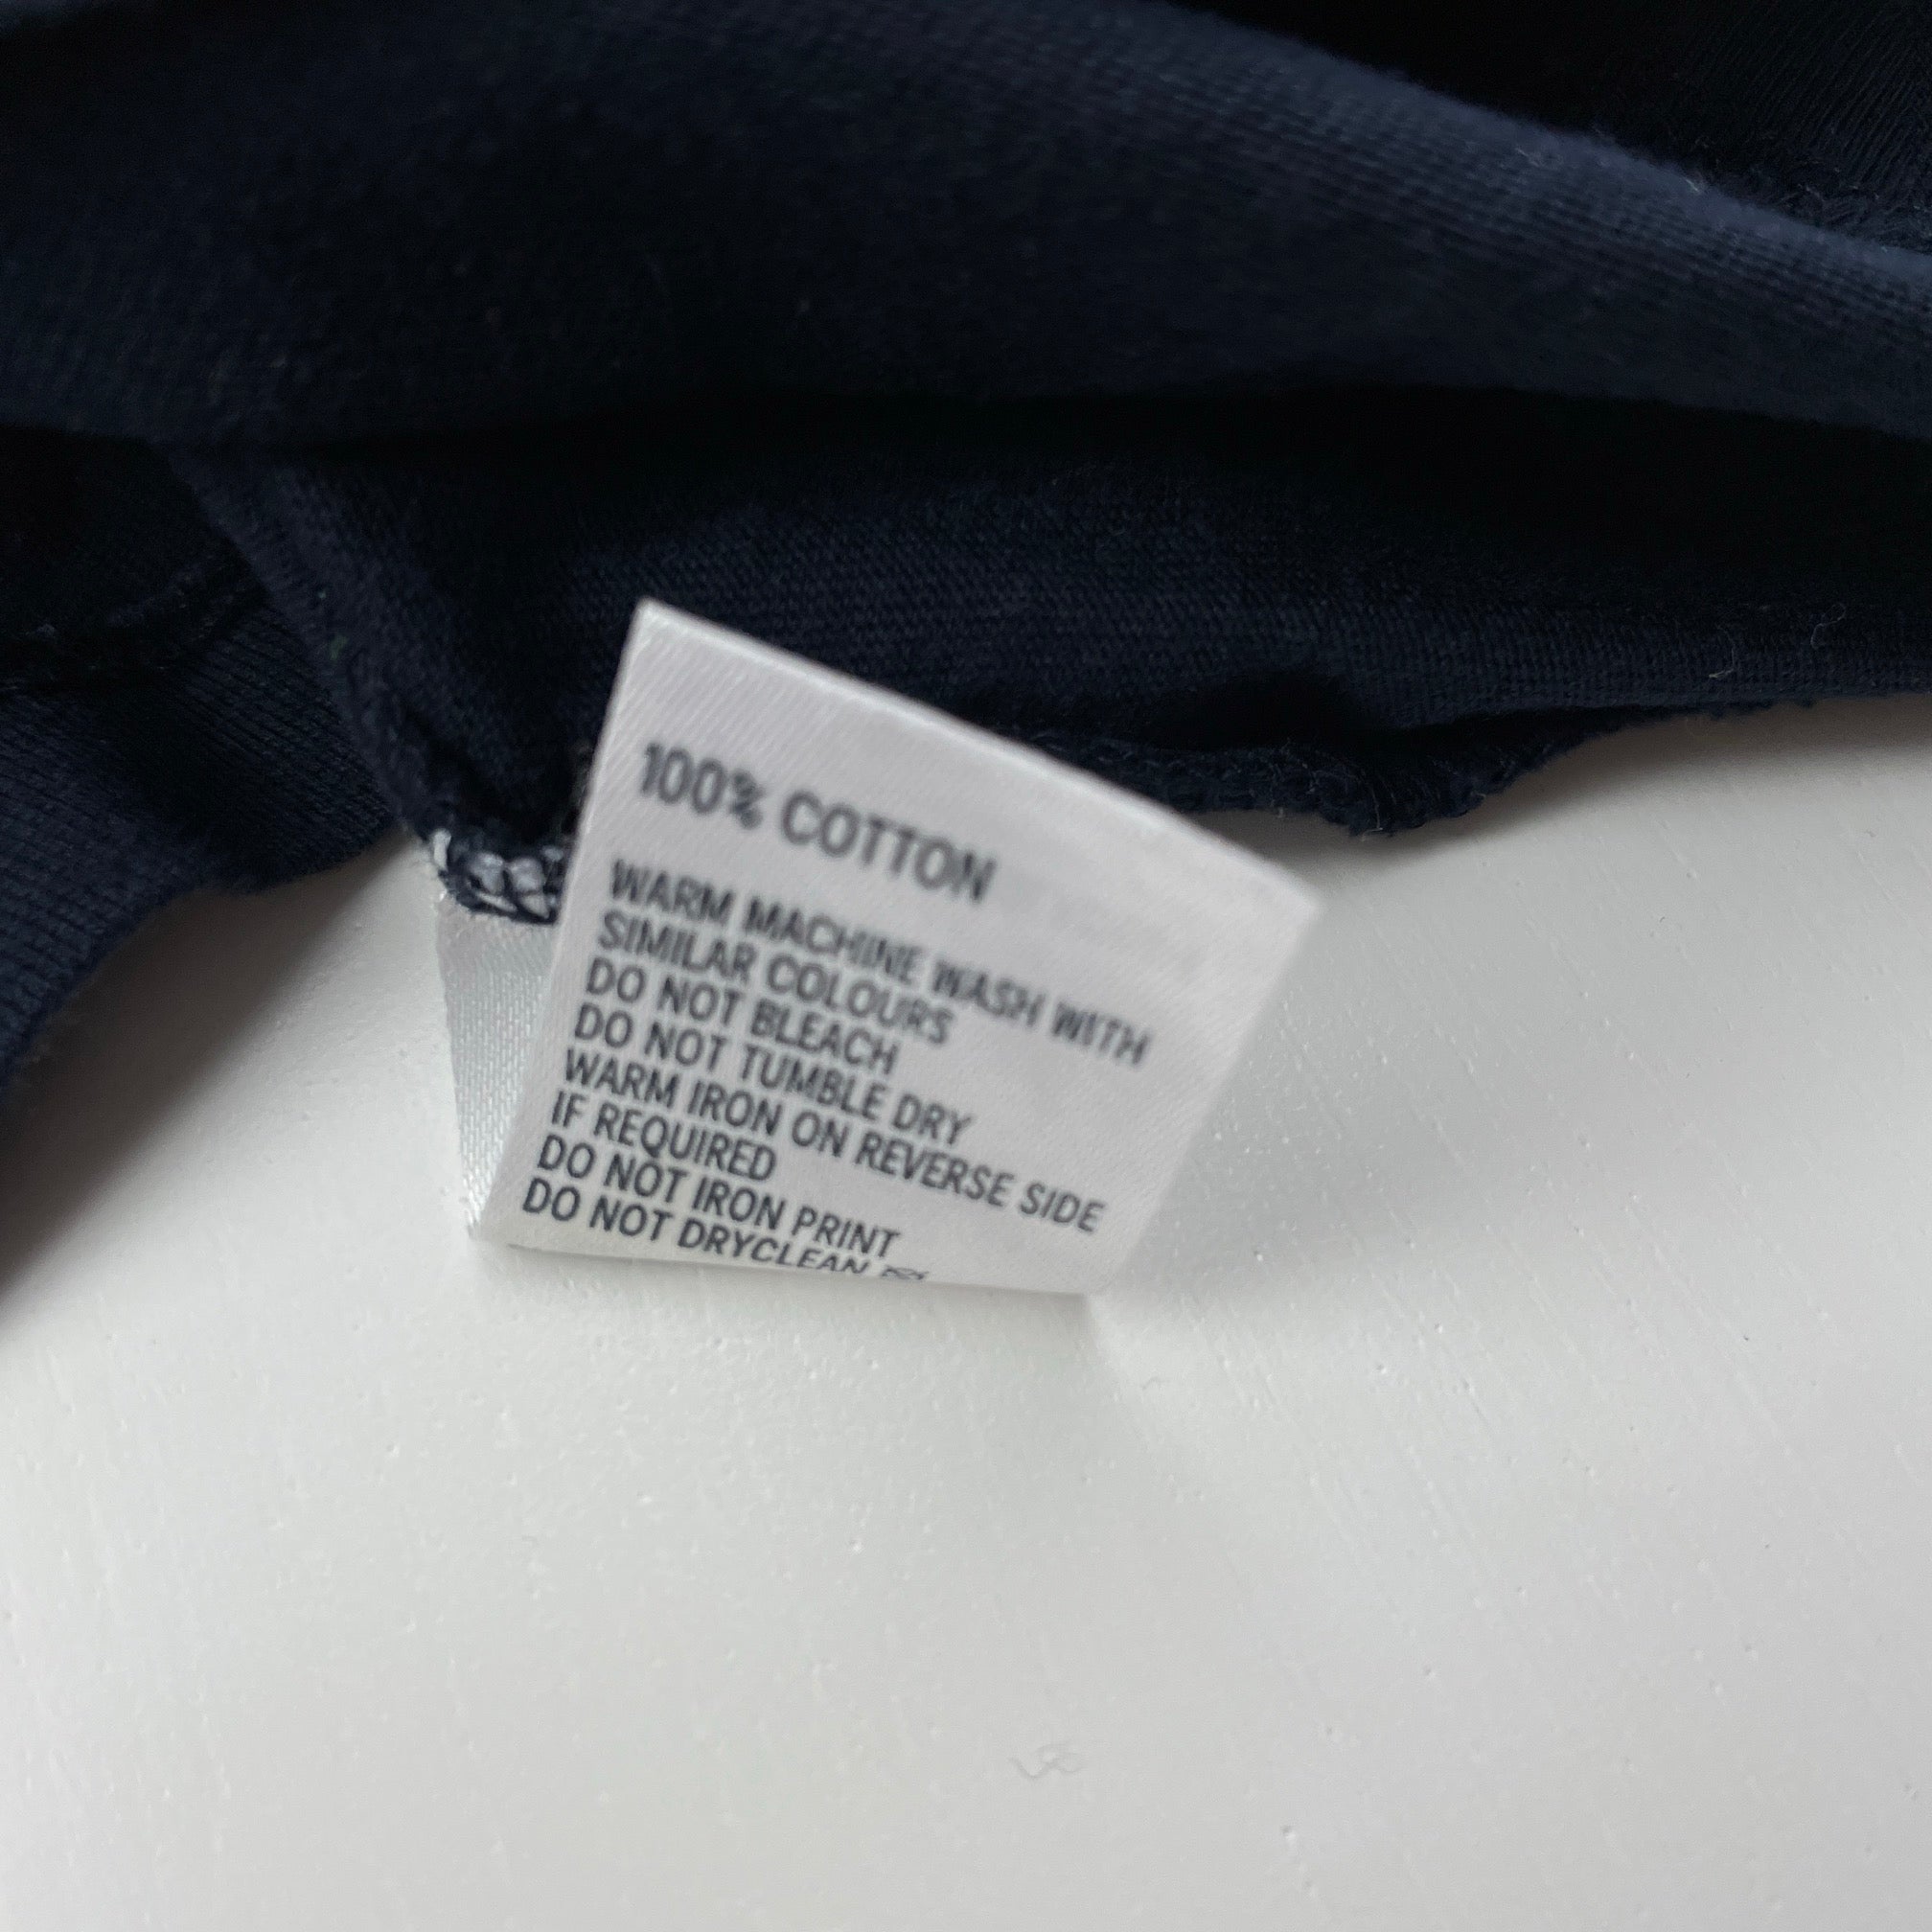 100% COTTON
WARM MACHINE WASH WITH
SIMILAR COLOURS
DO NOT BLEACH
DO NOT TUMBLE DRY
WARM IRON ON REVERSE SIDE
IF REQUIRED
DO NOT IRON PRINT
DO NOT DRYCLEAN